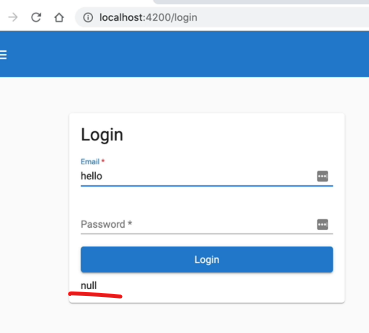 localhost:4200/login
Login
Email *
hello
Password *
Login
null